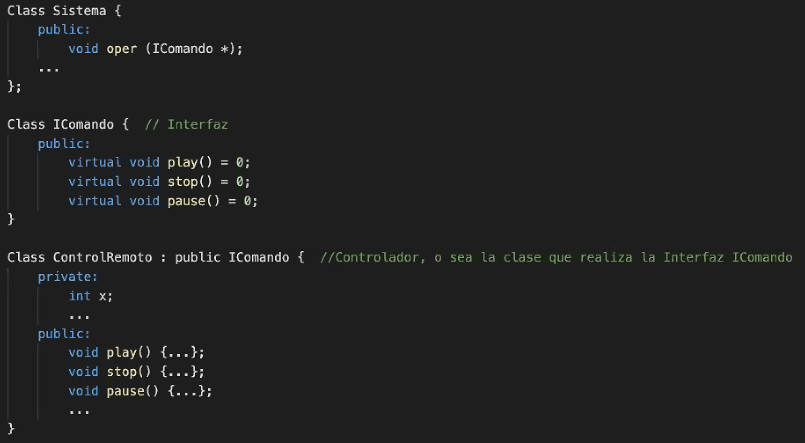 Class Sistema {
public:
void oper (IComando *);
...
};
Class IComando {  // Interfaz
public:
virtual void play() = 0;
virtual void stop() = 0;
virtual void pause() = 0;
}
Class ControlRemoto : public IComando {  //Controlador, o sea la clase que realiza la Interfaz IComando
private:
int x;
...
public:
void play() {...};
void stop() {...};
void pause() {...};
...
}